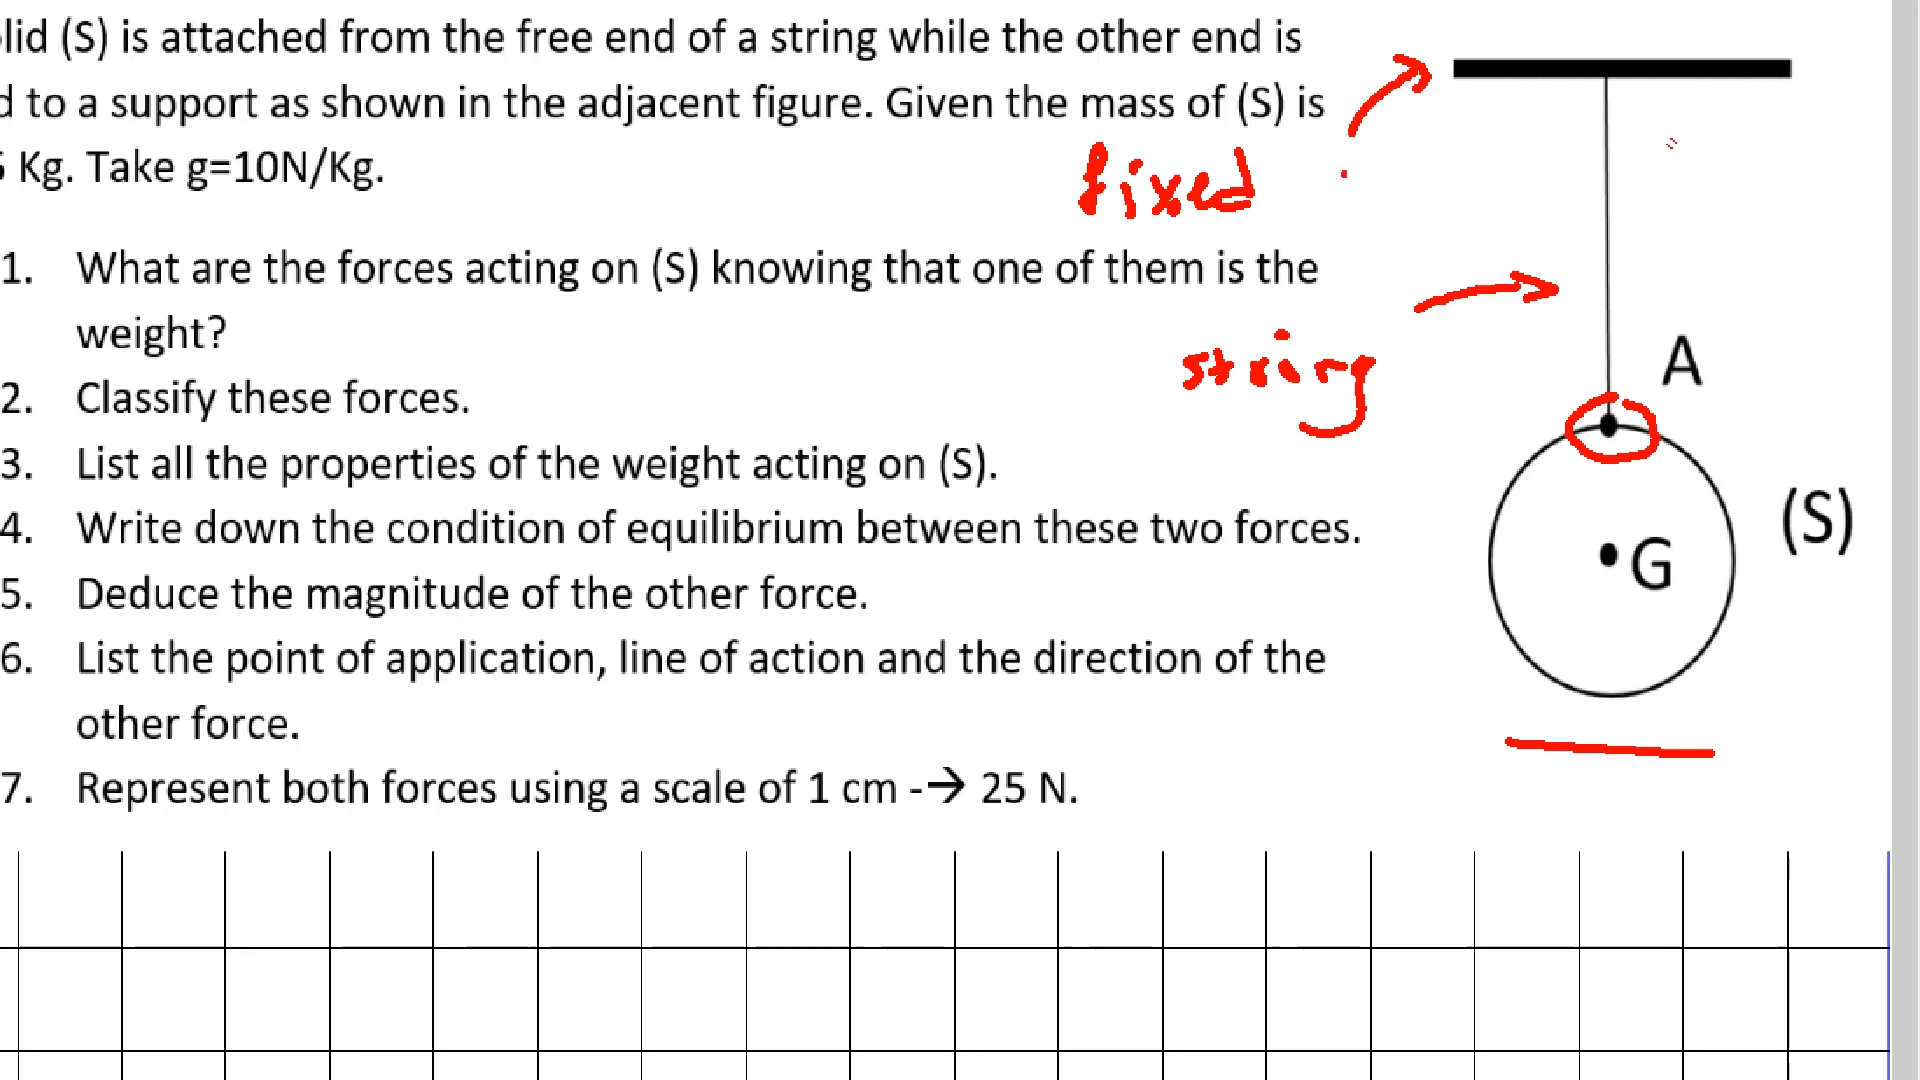 lid (S) is attached from the free end of a string while the other end is
d to a support as shown in the adjacent figure. Given the mass of (S) is
Kg. Take g=10N/Kg.
fixed
1. What are the forces acting on (S) knowing that one of them is the
weight?
string
A
2. Classify these forces.
3. List all the properties of the weight acting on (S).
(S)
4. Write down the condition of equilibrium between these two forces.
G
5. Deduce the magnitude of the other force.
6. List the point of application, line of action and the direction of the
other force.
7. Represent both forces using a scale of 1 cm -→ 25 N.